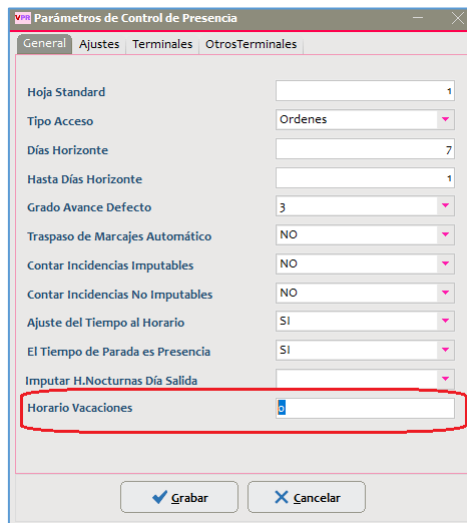 VPR Parámetros de Control de Presencia
General Ajustes Terminales OtrosTerminales
Hoja Standard 1
Tipo Acceso Ordenes
Días Horizonte 7
Hasta Días Horizonte 1
Grado Avance Defecto 3
Traspaso de Marcajes Automático NO
Contar Incidencias Imputables NO
Contar Incidencias No Imputables NO
Ajuste del Tiempo al Horario SI
El Tiempo de Parada es Presencia SI
Imputar H.Nocturnas Día Salida
Horario Vacaciones 0
Grabar Cancelar